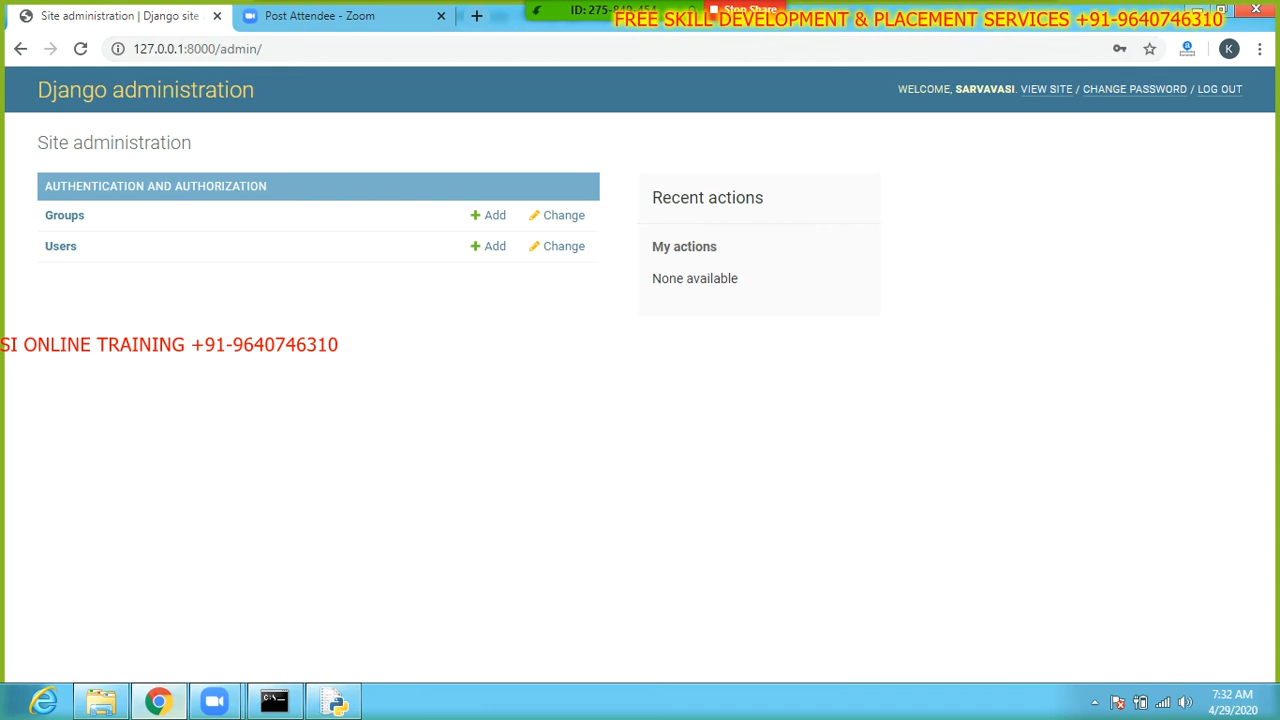 Site administration | Django site
Post Attendee - Zoom
Stop Share
FREE SKILL DEVELOPMENT & PLACEMENT SERVICES +91-9640746310
127.0.0.1:8000/admin/
K
Django administration
WELCOME, SARVAVASI. VIEW SITE / CHANGE PASSWORD / LOG OUT
Site administration
AUTHENTICATION AND AUTHORIZATION
Groups
Add
Change
Users
Add
Change
Recent actions
My actions
None available
SI ONLINE TRAINING +91-9640746310
7:32 AM
4/29/2020